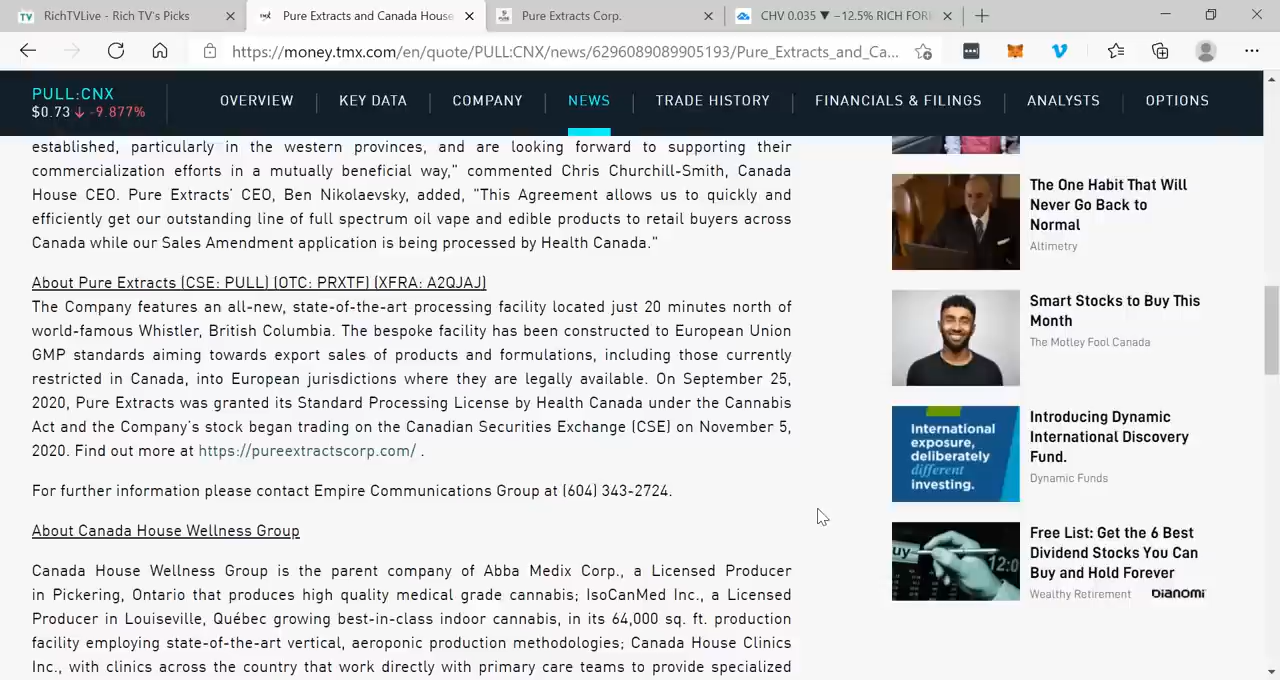 RichTVLive - Rich TV's Picks
Pure Extracts and Canada House
Pure Extracts Corp.
CHV 0.035 ▼ −12.5% RICH FOR
https://money.tmx.com/en/quote/PULL:CNX/news/6296089089905193/Pure_Extracts_and_Ca...
PULL:CNX
$0.73 ↓ -9.877%
OVERVIEW
KEY DATA
COMPANY
NEWS
TRADE HISTORY
FINANCIALS & FILINGS
ANALYSTS
OPTIONS
established, particularly in the western provinces, and are looking forward to supporting their
commercialization efforts in a mutually beneficial way," commented Chris Churchill-Smith, Canada
House CEO. Pure Extracts' CEO, Ben Nikolaevsky, added, "This Agreement allows us to quickly and
efficiently get our outstanding line of full spectrum oil vape and edible products to retail buyers across
Canada while our Sales Amendment application is being processed by Health Canada."
About Pure Extracts (CSE: PULL) (OTC: PRXTF) (XFRA: A2QJAJ)
The Company features an all-new, state-of-the-art processing facility located just 20 minutes north of
world-famous Whistler, British Columbia. The bespoke facility has been constructed to European Union
GMP standards aiming towards export sales of products and formulations, including those currently
restricted in Canada, into European jurisdictions where they are legally available. On September 25,
2020, Pure Extracts was granted its Standard Processing License by Health Canada under the Cannabis
Act and the Company's stock began trading on the Canadian Securities Exchange (CSE) on November 5,
2020. Find out more at https://pureextractscorp.com/ .
For further information please contact Empire Communications Group at (604) 343-2724.
About Canada House Wellness Group
Canada House Wellness Group is the parent company of Abba Medix Corp., a Licensed Producer
in Pickering, Ontario that produces high quality medical grade cannabis; IsoCanMed Inc., a Licensed
Producer in Louiseville, Québec growing best-in-class indoor cannabis, in its 64,000 sq. ft. production
facility employing state-of-the-art vertical, aeroponic production methodologies; Canada House Clinics
Inc., with clinics across the country that work directly with primary care teams to provide specialized
The One Habit That Will
Never Go Back to
Normal
Altimetry
Smart Stocks to Buy This
Month
The Motley Fool Canada
International
exposure,
deliberately
different
investing.
Introducing Dynamic
International Discovery
Fund.
Dynamic Funds
uy
12:0
Free List: Get the 6 Best
Dividend Stocks You Can
Buy and Hold Forever
Wealthy Retirement
Dianomi